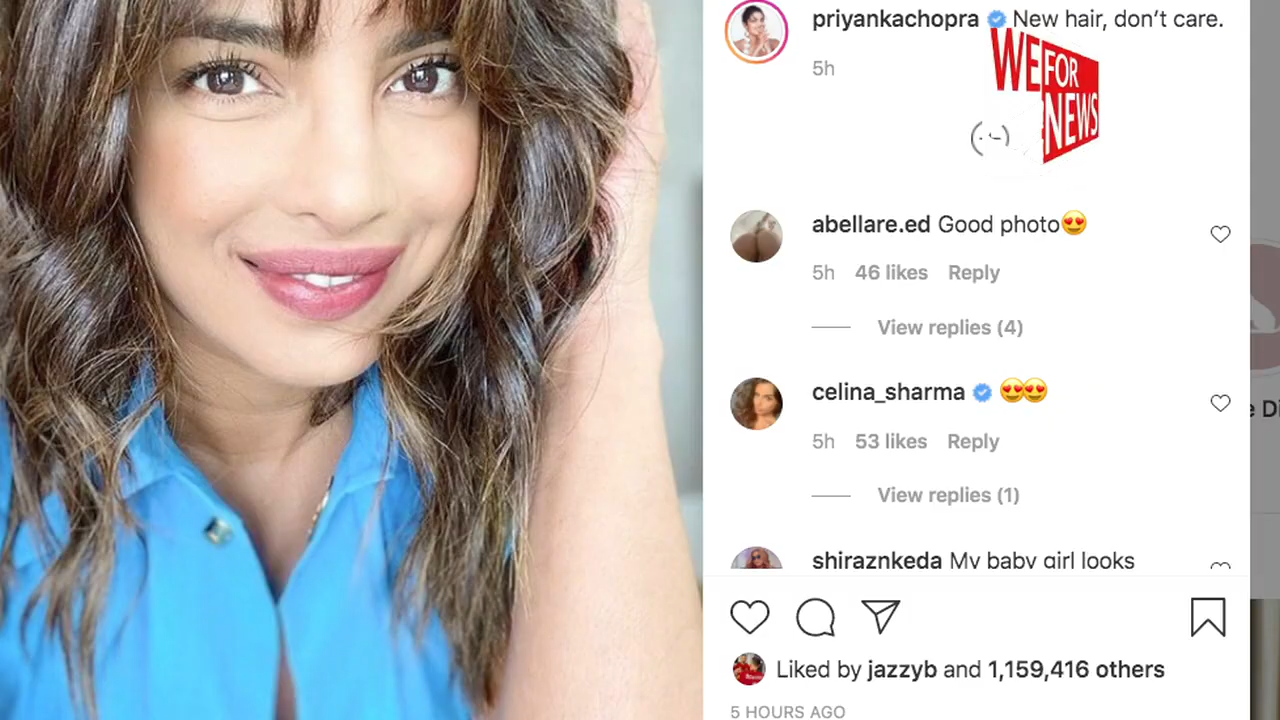 priyankachopra New hair, don’t care.
5h
WE FOR
NEWS
abellare.ed Good photo😍
5h 46 likes Reply
View replies (4)
celina_sharma 😍😍
5h 53 likes Reply
View replies (1)
shiraznkeda My baby girl looks
e Di
Liked by jazzyb and 1,159,416 others
5 HOURS AGO